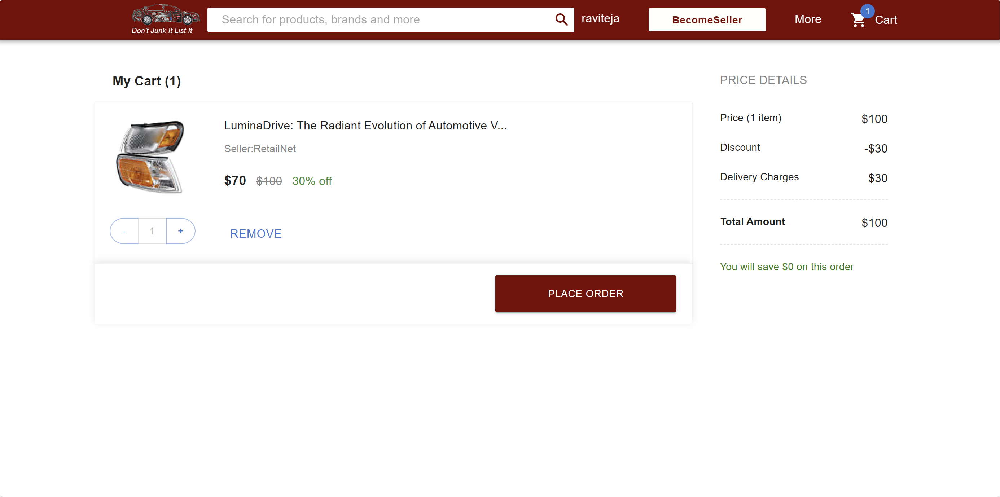 Don't Junk It List It
Search for products, brands and more
raviteja
BecomeSeller
More
1
Cart
My Cart (1)
LuminaDrive: The Radiant Evolution of Automotive V...
Seller:RetailNet
$70 $100 30% off
- 1 +
REMOVE
PLACE ORDER
PRICE DETAILS
Price (1 item) $100
Discount -$30
Delivery Charges $30
Total Amount $100
You will save $0 on this order